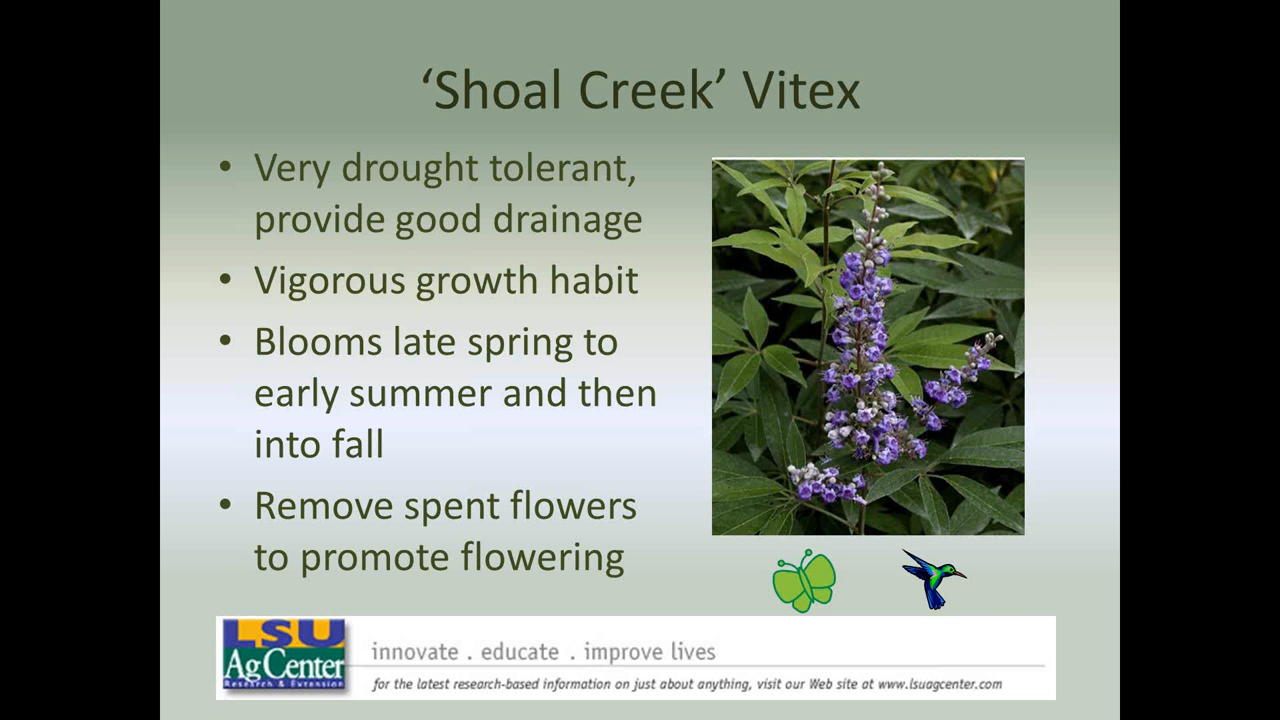 ‘Shoal Creek’ Vitex
• Very drought tolerant,
provide good drainage
• Vigorous growth habit
• Blooms late spring to
early summer and then
into fall
• Remove spent flowers
to promote flowering
LSU
AgCenter
Research & Extension
innovate . educate . improve lives
for the latest research-based information on just about anything, visit our Web site at www.lsuagcenter.com